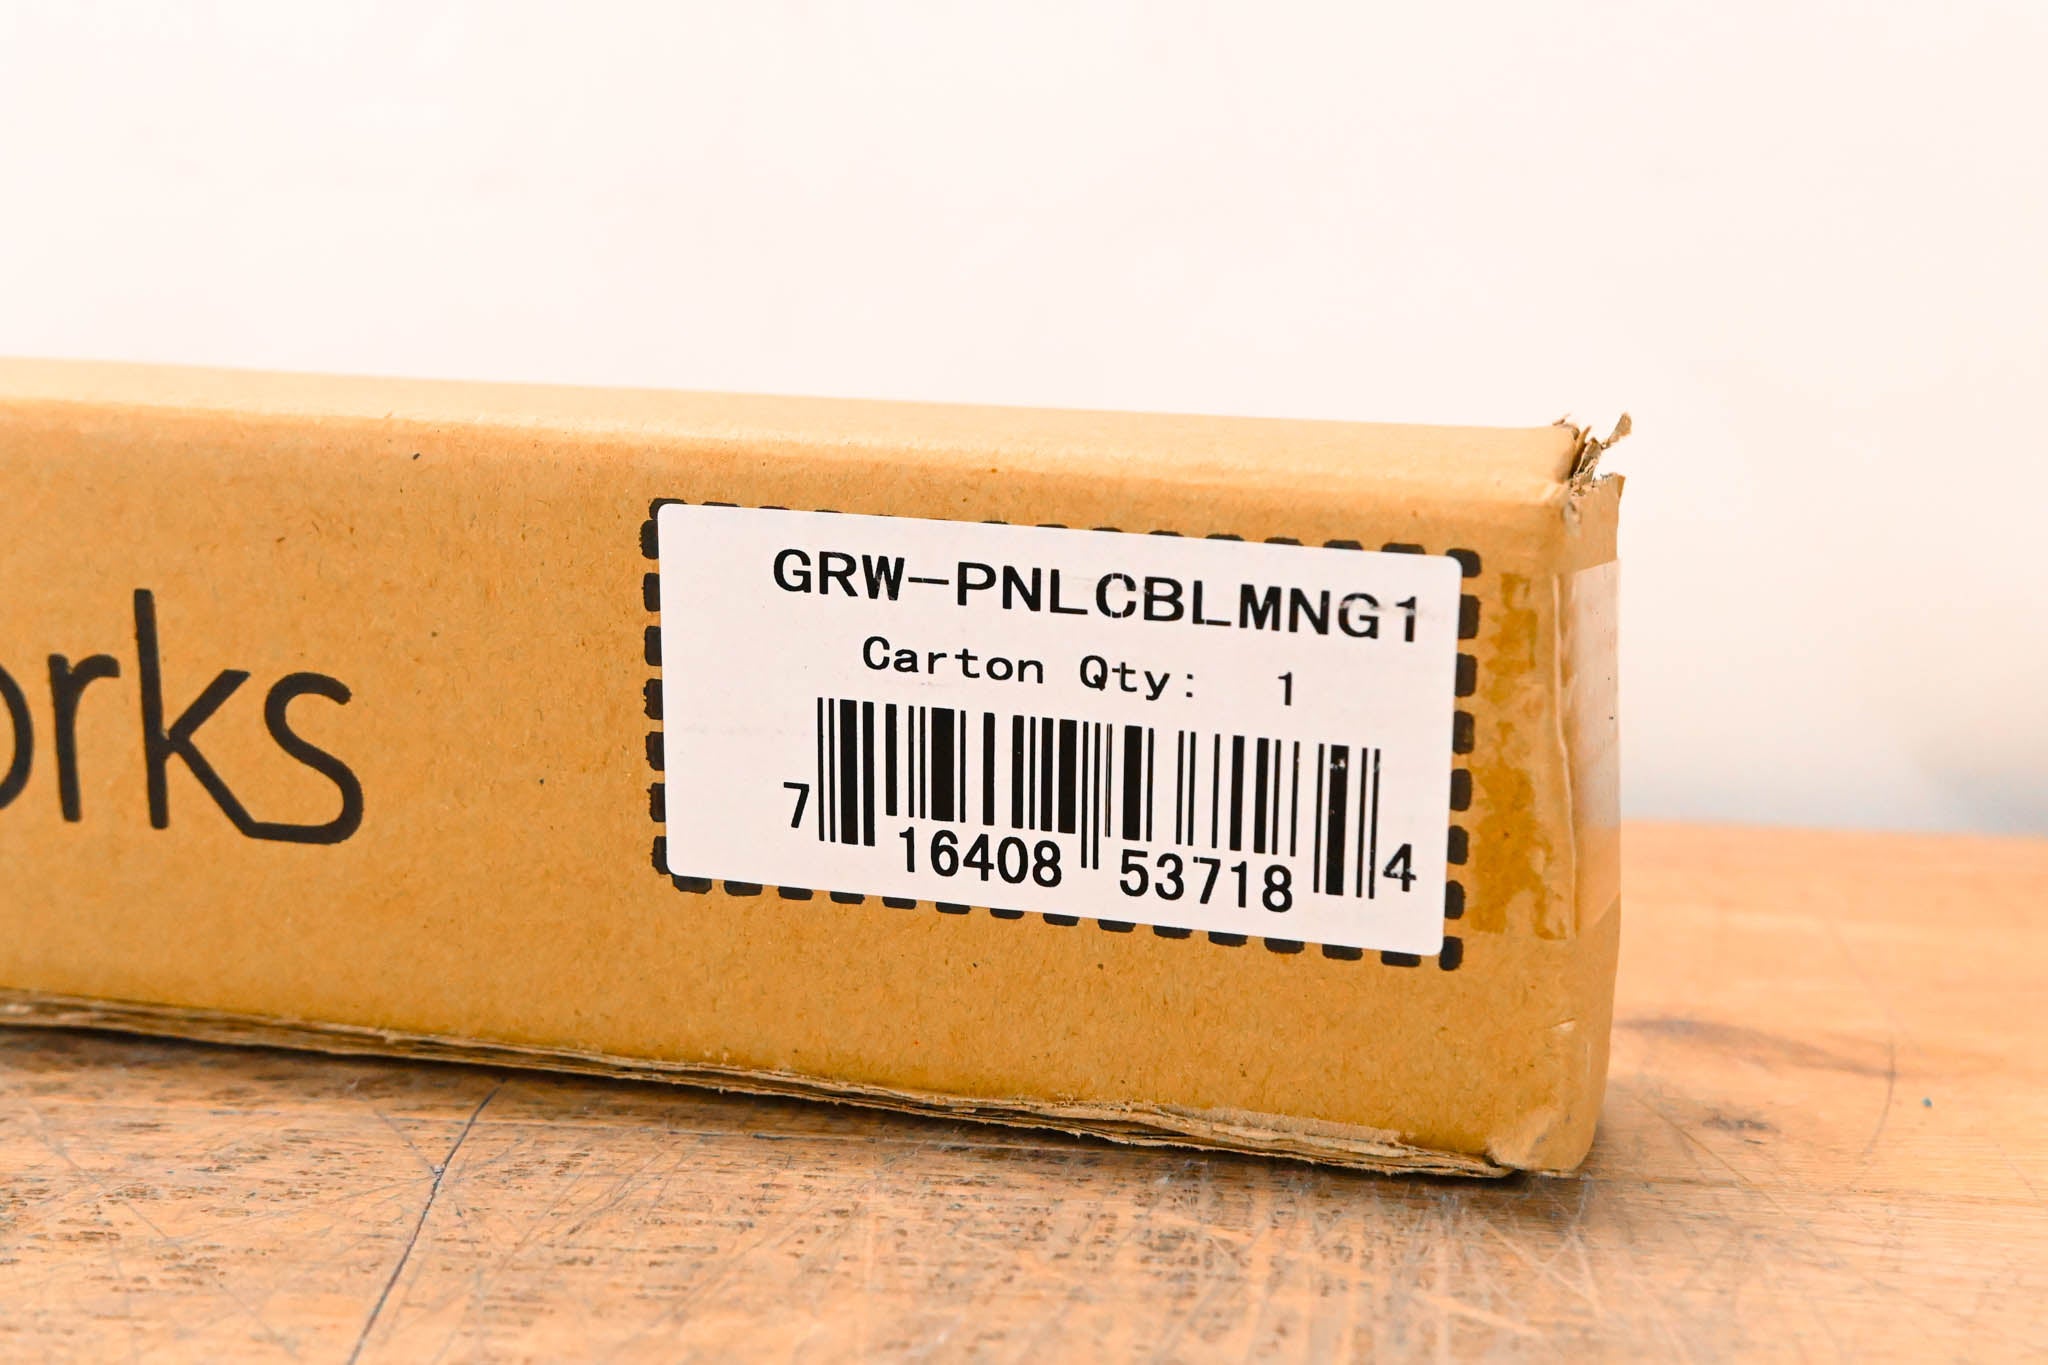 orks
GRW-PNLCBLMNG1
Carton Qty: 1
7 16408 53718 4